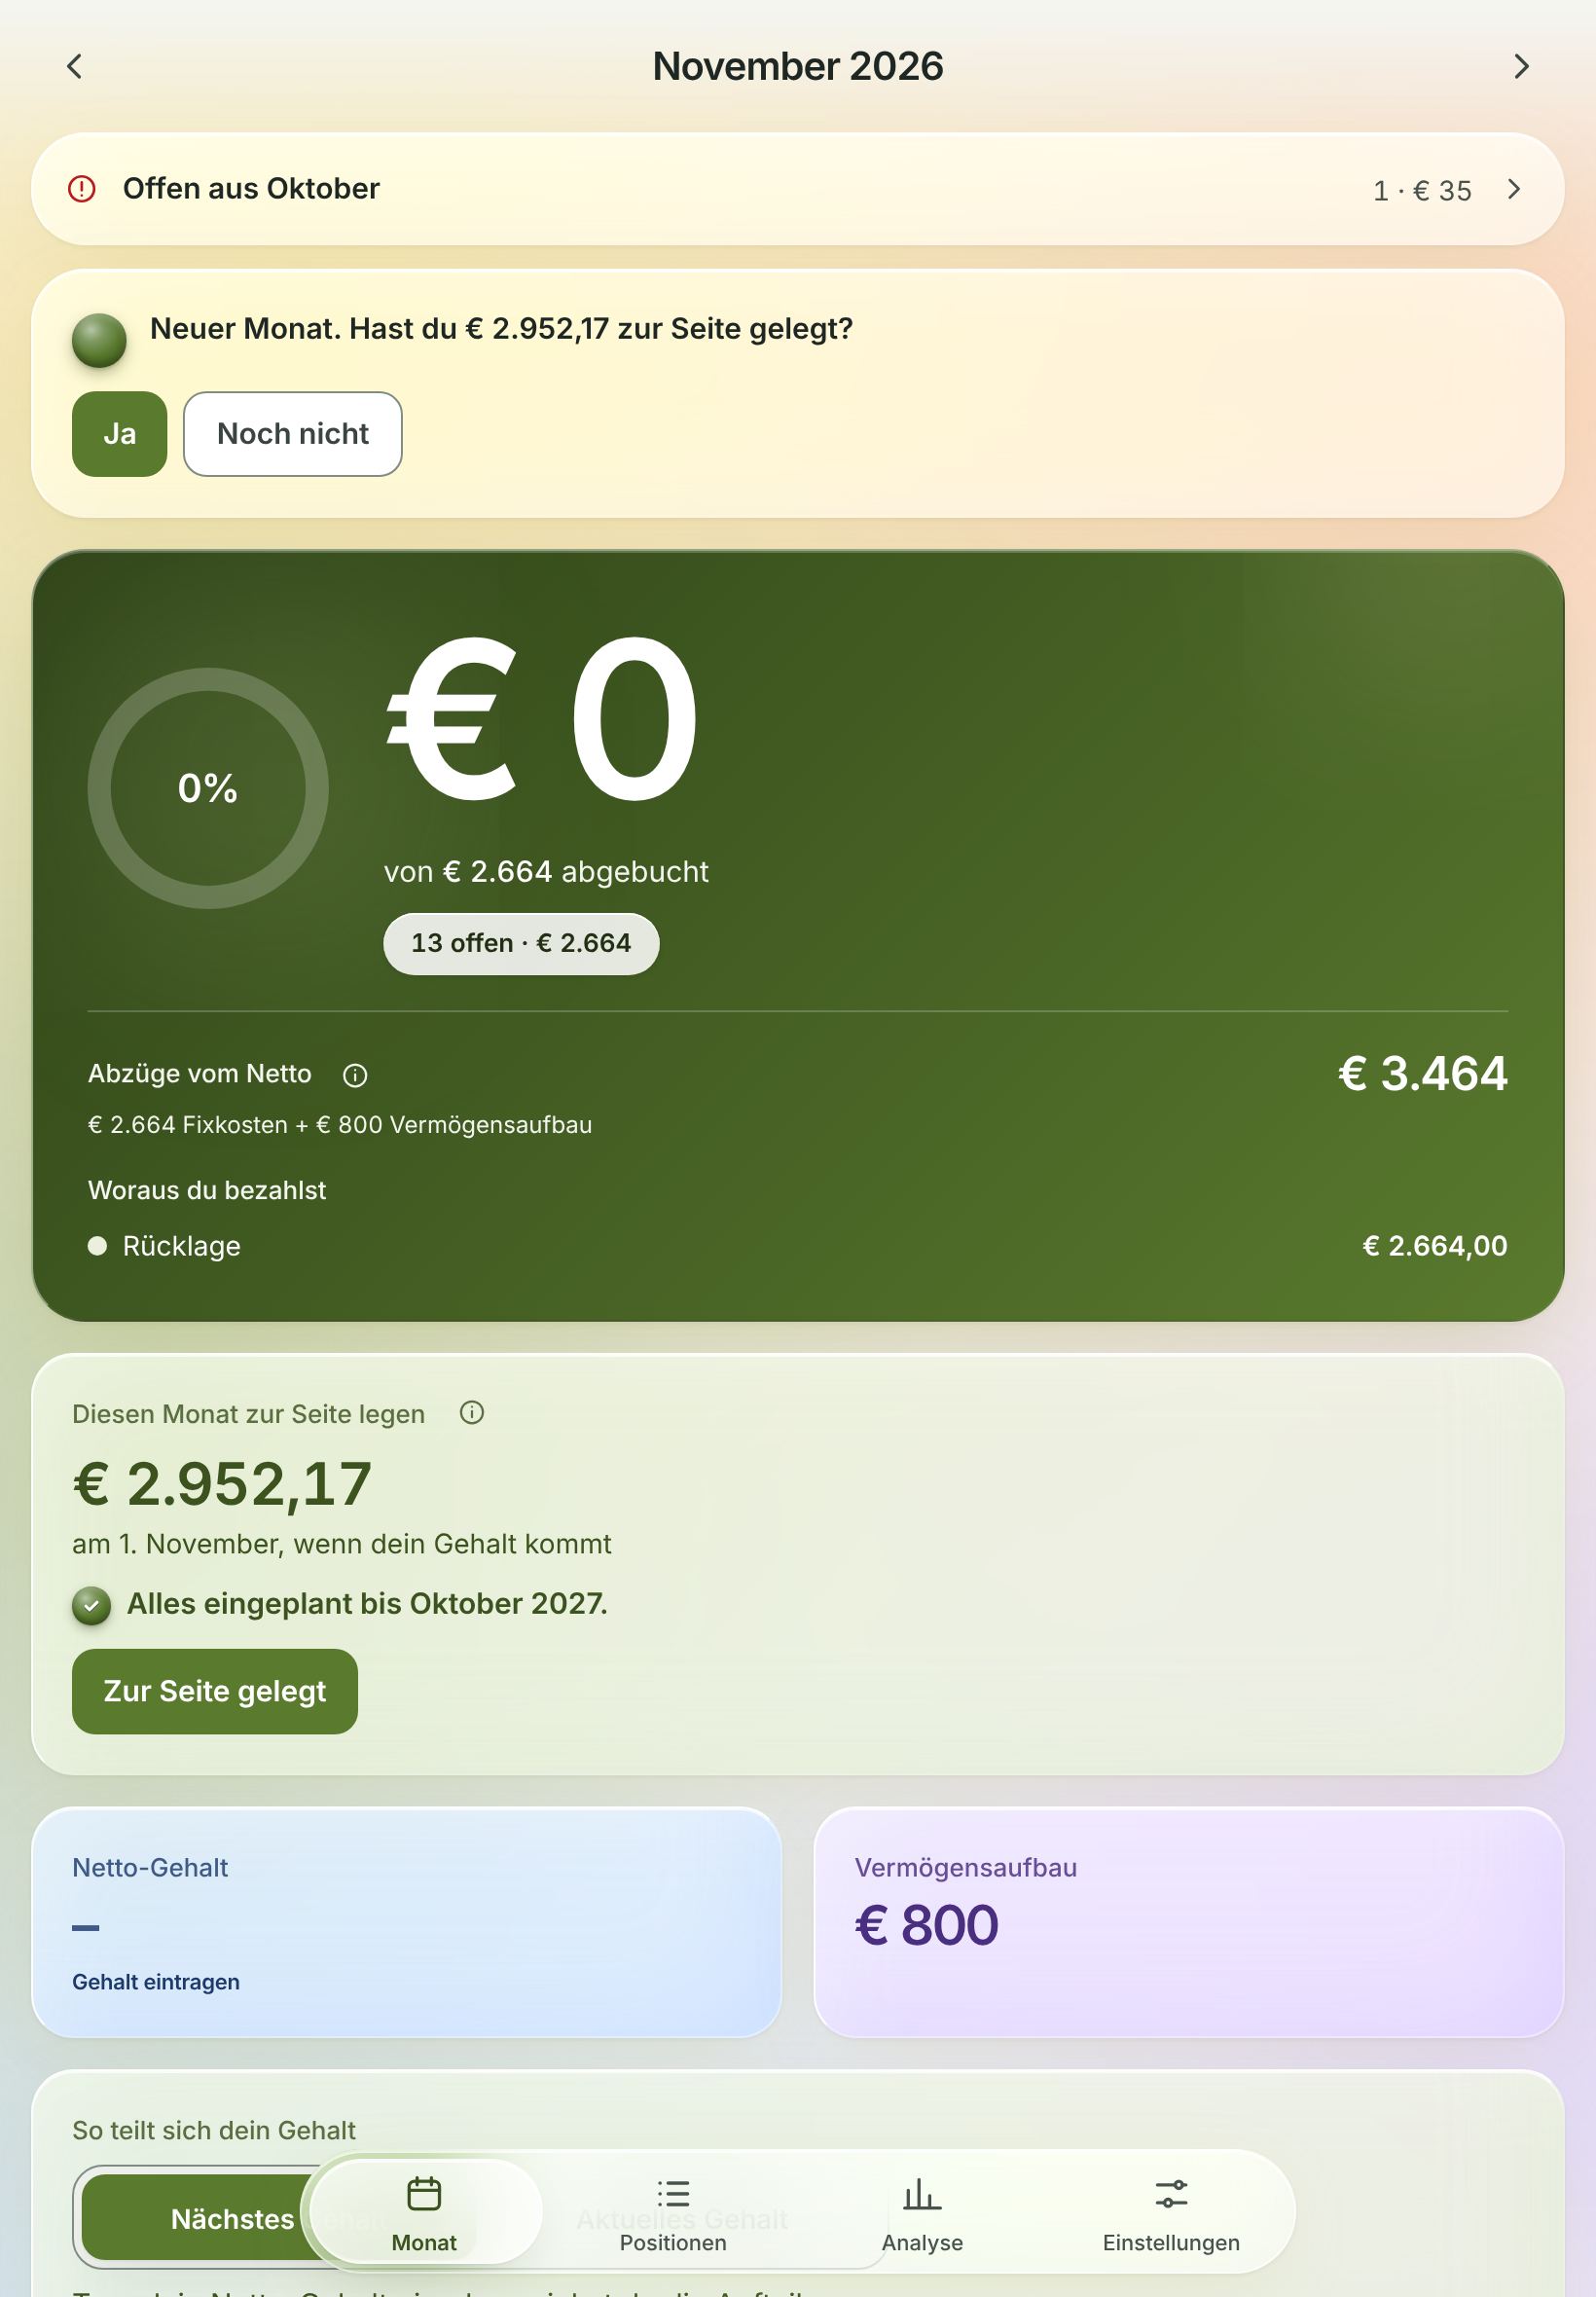 November 2026
Offen aus Oktober
1 · € 35
Neuer Monat. Hast du € 2.952,17 zur Seite gelegt?
Ja
Noch nicht
0%
€ 0
von € 2.664 abgebucht
13 offen · € 2.664
Abzüge vom Netto
€ 3.464
€ 2.664 Fixkosten + € 800 Vermögensaufbau
Woraus du bezahlst
Rücklage
€ 2.664,00
Diesen Monat zur Seite legen
€ 2.952,17
am 1. November, wenn dein Gehalt kommt
Alles eingeplant bis Oktober 2027.
Zur Seite gelegt
Netto-Gehalt
–
Gehalt eintragen
Vermögensaufbau
€ 800
So teilt sich dein Gehalt
Nächstes
Aktuelles Gehalt
Monat
Positionen
Analyse
Einstellungen